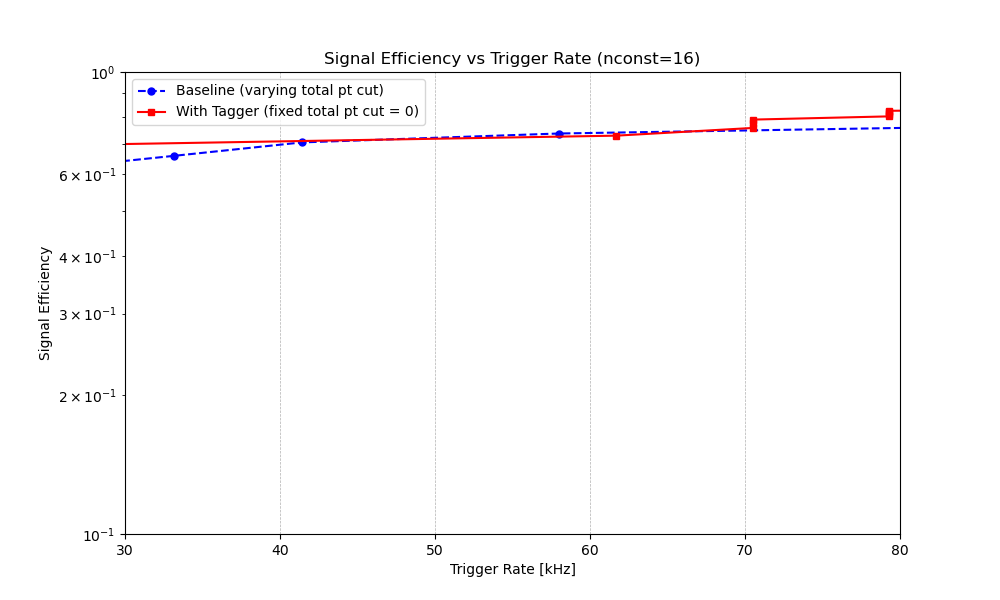 Signal Efficiency vs Trigger Rate (nconst=16)
Baseline (varying total pt cut)
With Tagger (fixed total pt cut = 0)
Signal Efficiency
10⁰
6 × 10⁻¹
4 × 10⁻¹
3 × 10⁻¹
2 × 10⁻¹
10⁻¹
30 40 50 60 70 80
Trigger Rate [kHz]